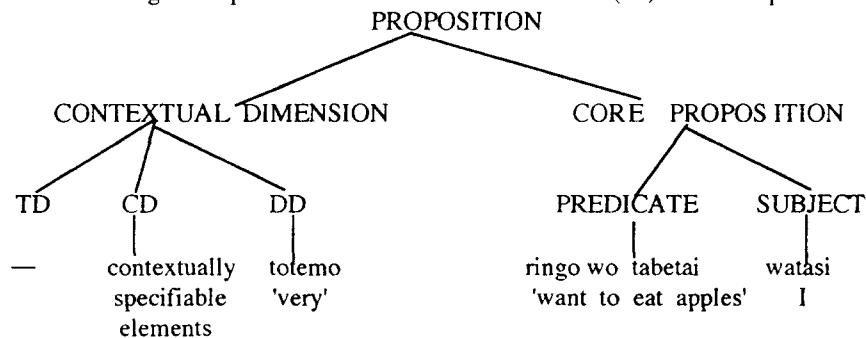 PROPOSITION
CONTEXTUAL DIMENSION CORE PROPOSITION
TD CD DD PREDICATE SUBJECT
— contextually totemo ringo wo tabetai watasi
specifiable 'very' 'want to eat apples' I
elements